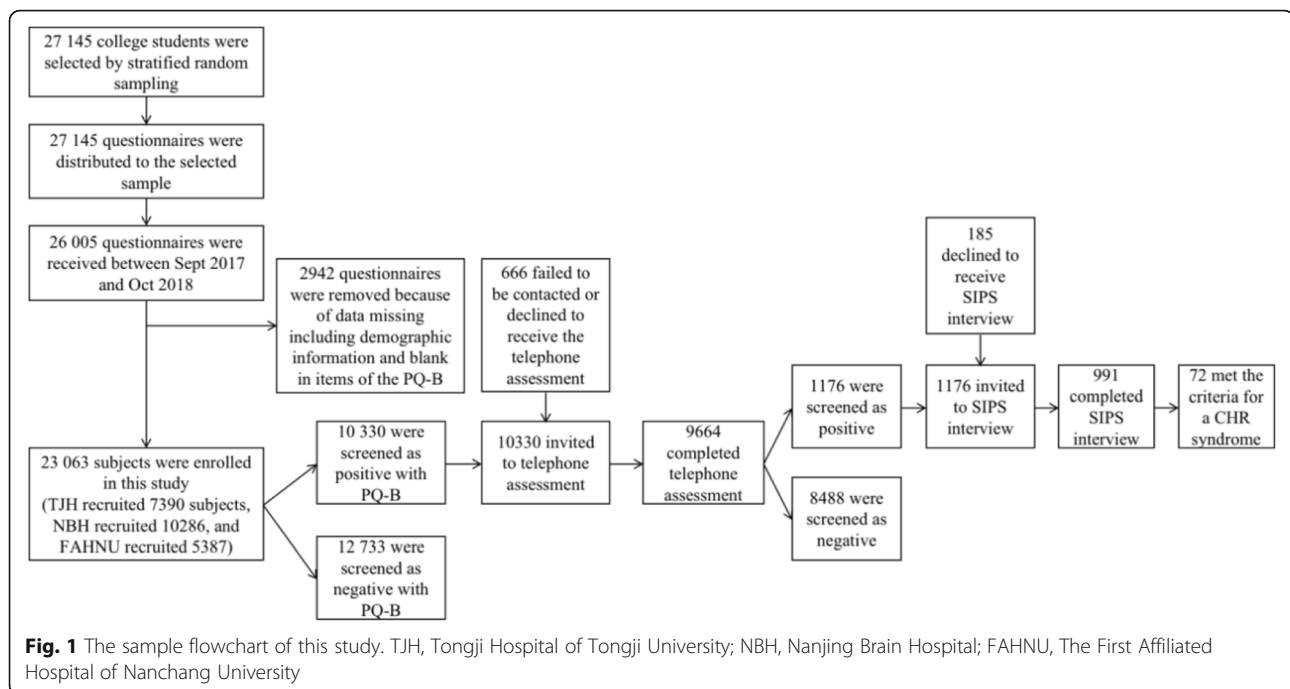 27 145 college students were
selected by stratified random
sampling
27 145 questionnaires were
distributed to the selected
sample
26 005 questionnaires were
received between Sept 2017
and Oct 2018
2942 questionnaires
were removed because
of data missing
including demographic
information and blank
in items of the PQ-B
23 063 subjects were enrolled
in this study
(TJH recruited 7390 subjects,
NBH recruited 10286, and
FAHNU recruited 5387)
10 330 were
screened as
positive with
PQ-B
12 733 were
screened as
negative with
PQ-B
666 failed to
be contacted or
declined to
receive the
telephone
assessment
10330 invited
to telephone
assessment
9664
completed
telephone
assessment
1176 were
screened as
positive
8488 were
screened as
negative
185
declined to
receive
SIPS
interview
1176 invited
to SIPS
interview
991
completed
SIPS
interview
72 met the
criteria for
a CHR
syndrome
Fig. 1 The sample flowchart of this study. TJH, Tongji Hospital of Tongji University; NBH, Nanjing Brain Hospital; FAHNU, The First Affiliated
Hospital of Nanchang University